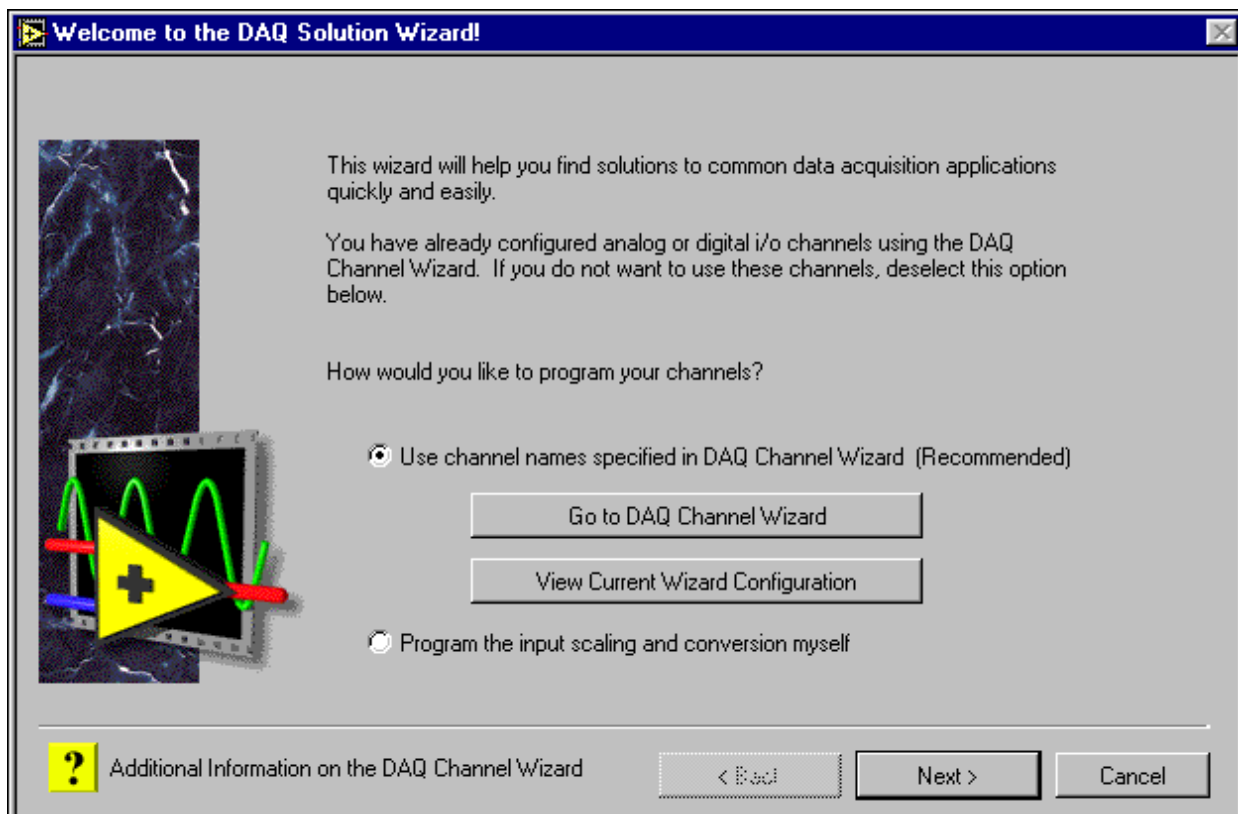 Welcome to the DAQ Solution Wizard!
This wizard will help you find solutions to common data acquisition applications
quickly and easily.
You have already configured analog or digital i/o channels using the DAQ
Channel Wizard.  If you do not want to use these channels, deselect this option
below.
How would you like to program your channels?
Use channel names specified in DAQ Channel Wizard  (Recommended)
Go to DAQ Channel Wizard
View Current Wizard Configuration
Program the input scaling and conversion myself
? Additional Information on the DAQ Channel Wizard
< Back
Next >
Cancel